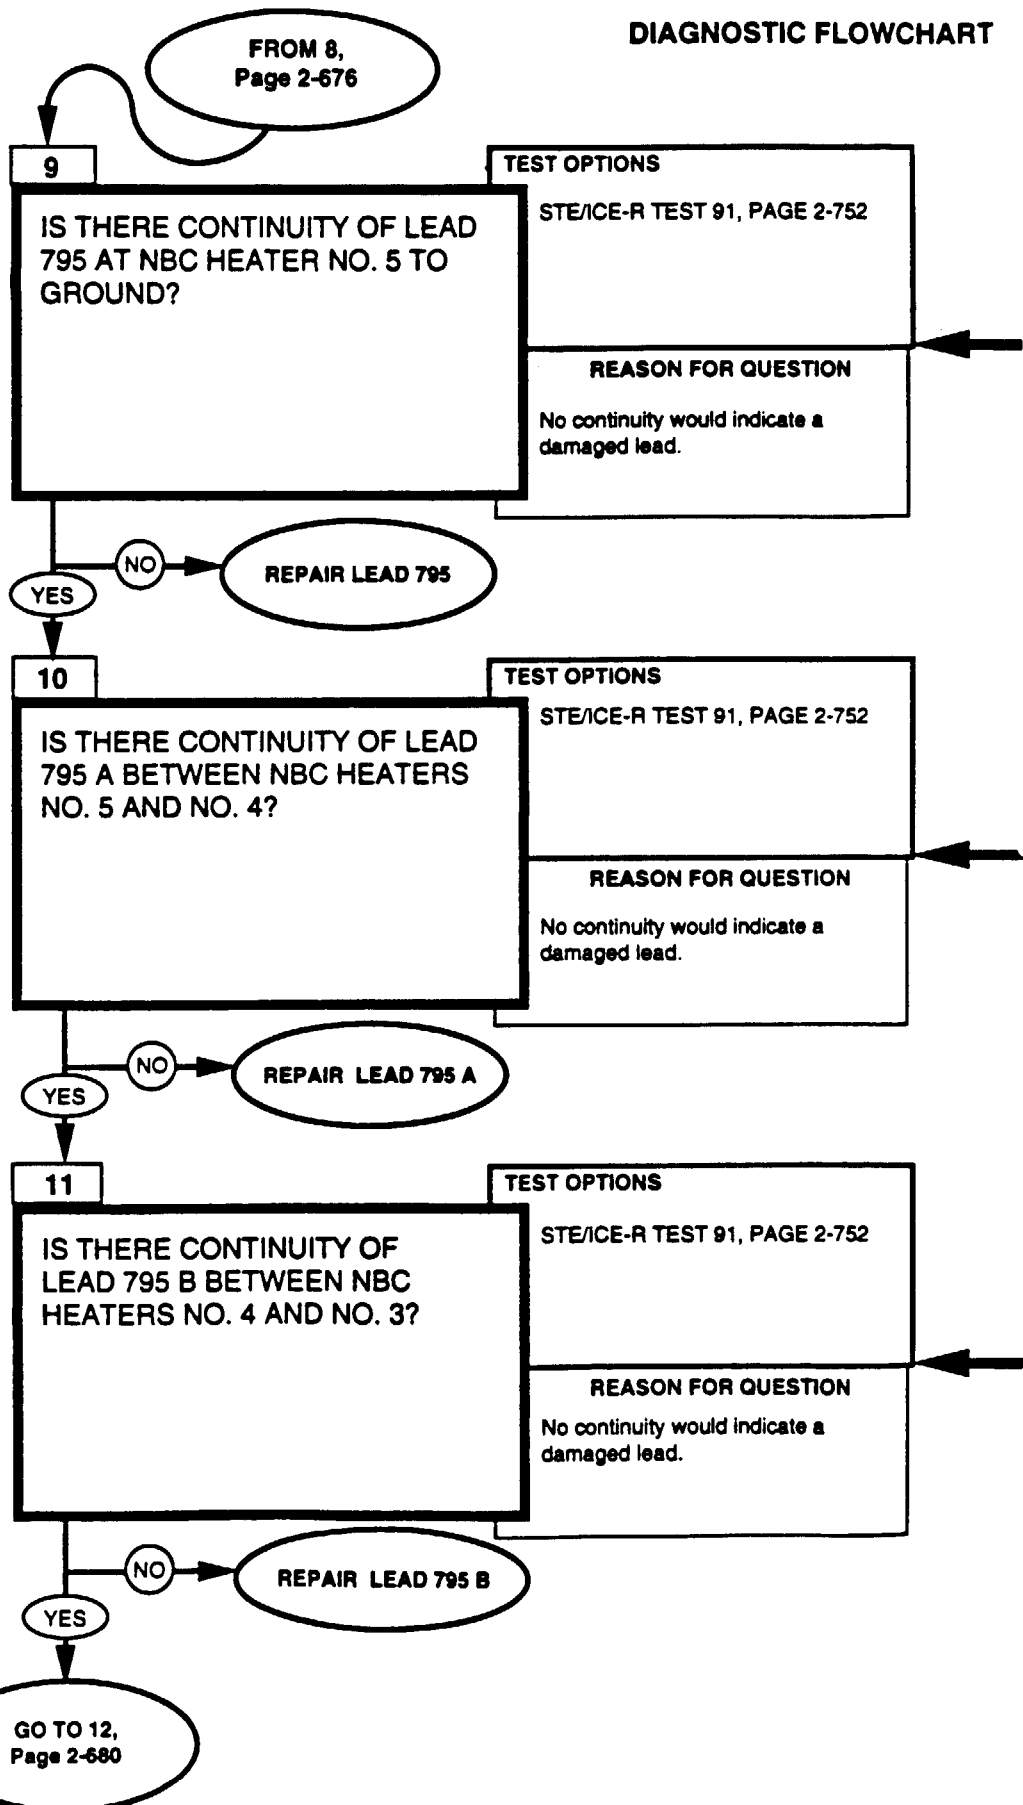 DIAGNOSTIC FLOWCHART
FROM 8,
Page 2-676
9
IS THERE CONTINUITY OF LEAD
795 AT NBC HEATER NO. 5 TO
GROUND?
TEST OPTIONS
STE/ICE-R TEST 91, PAGE 2-752
REASON FOR QUESTION
No continuity would indicate a
damaged lead.
NO
REPAIR LEAD 795
YES
10
IS THERE CONTINUITY OF LEAD
795 A BETWEEN NBC HEATERS
NO. 5 AND NO. 4?
TEST OPTIONS
STE/ICE-R TEST 91, PAGE 2-752
REASON FOR QUESTION
No continuity would indicate a
damaged lead.
NO
REPAIR LEAD 795 A
YES
11
IS THERE CONTINUITY OF
LEAD 795 B BETWEEN NBC
HEATERS NO. 4 AND NO. 3?
TEST OPTIONS
STE/ICE-R TEST 91, PAGE 2-752
REASON FOR QUESTION
No continuity would indicate a
damaged lead.
NO
REPAIR LEAD 795 B
YES
GO TO 12,
Page 2-680